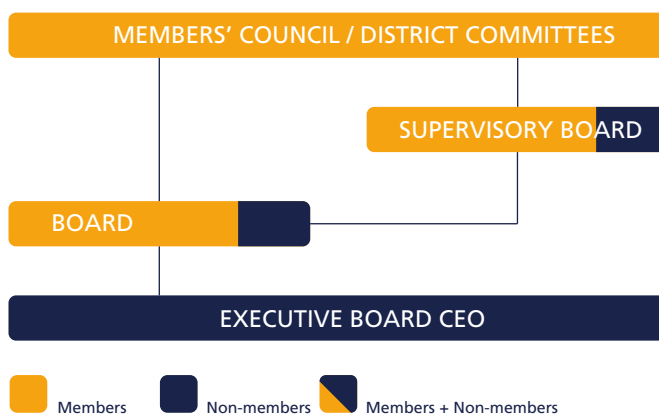 MEMBERS’ COUNCIL / DISTRICT COMMITTEES
SUPERVISORY BOARD
BOARD
EXECUTIVE BOARD CEO
Members Non-members Members + Non-members